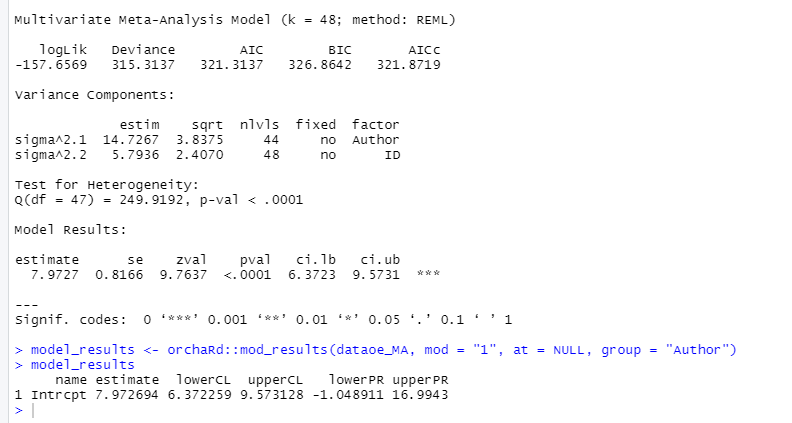 Multivariate Meta-Analysis Model (k = 48; method: REML)
logLik Deviance AIC BIC AICc
-157.6569 315.3137 321.3137 326.8642 321.8719
Variance Components:
estim sqrt nlvls fixed factor
sigma^2.1 14.7267 3.8375 44 no Author
sigma^2.2 5.7936 2.4070 48 no ID
Test for Heterogeneity:
Q(df = 47) = 249.9192, p-val < .0001
Model Results:
estimate se zval pval ci.lb ci.ub
7.9727 0.8166 9.7637 <.0001 6.3723 9.5731 ***
---
Signif. codes: 0 ‘***’ 0.001 ‘**’ 0.01 ‘*’ 0.05 ‘.’ 0.1 ‘ ’ 1
> model_results <- orchaRd::mod_results(dataoe_MA, mod = "1", at = NULL, group = "Author")
> model_results
name estimate lowerCL upperCL lowerPR upperPR
1 Intrcpt 7.972694 6.372259 9.573128 -1.048911 16.9943
>